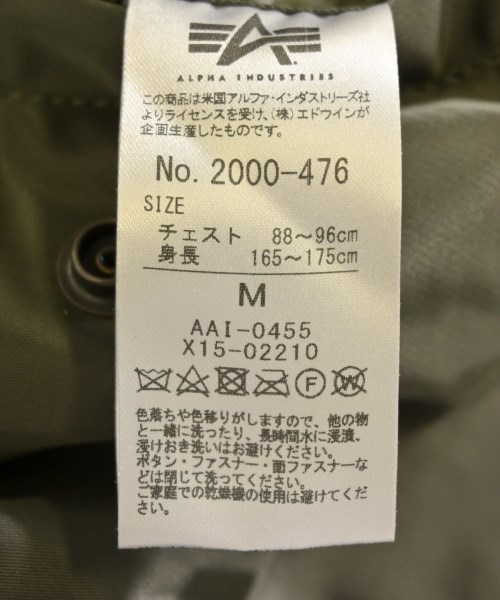 ALPHA INDUSTRIES
この商品は米国アルファ・インダストリーズ社
よりライセンスを受け、(株)エドウインが
企画生産したものです。
No. 2000-476
SIZE
チェスト 88～96cm
身長 165～175cm
M
AAI-0455
X15-02210
F W
色落ちや色移りがしますので、他の物
と一緒に洗ったり、長時間水に浸漬、
浸けおき洗いはお避けください。
ボタン・ファスナー・面ファスナーな
どは閉じて洗ってください。
ご家庭での乾燥機の使用は避けてくだ
さい。